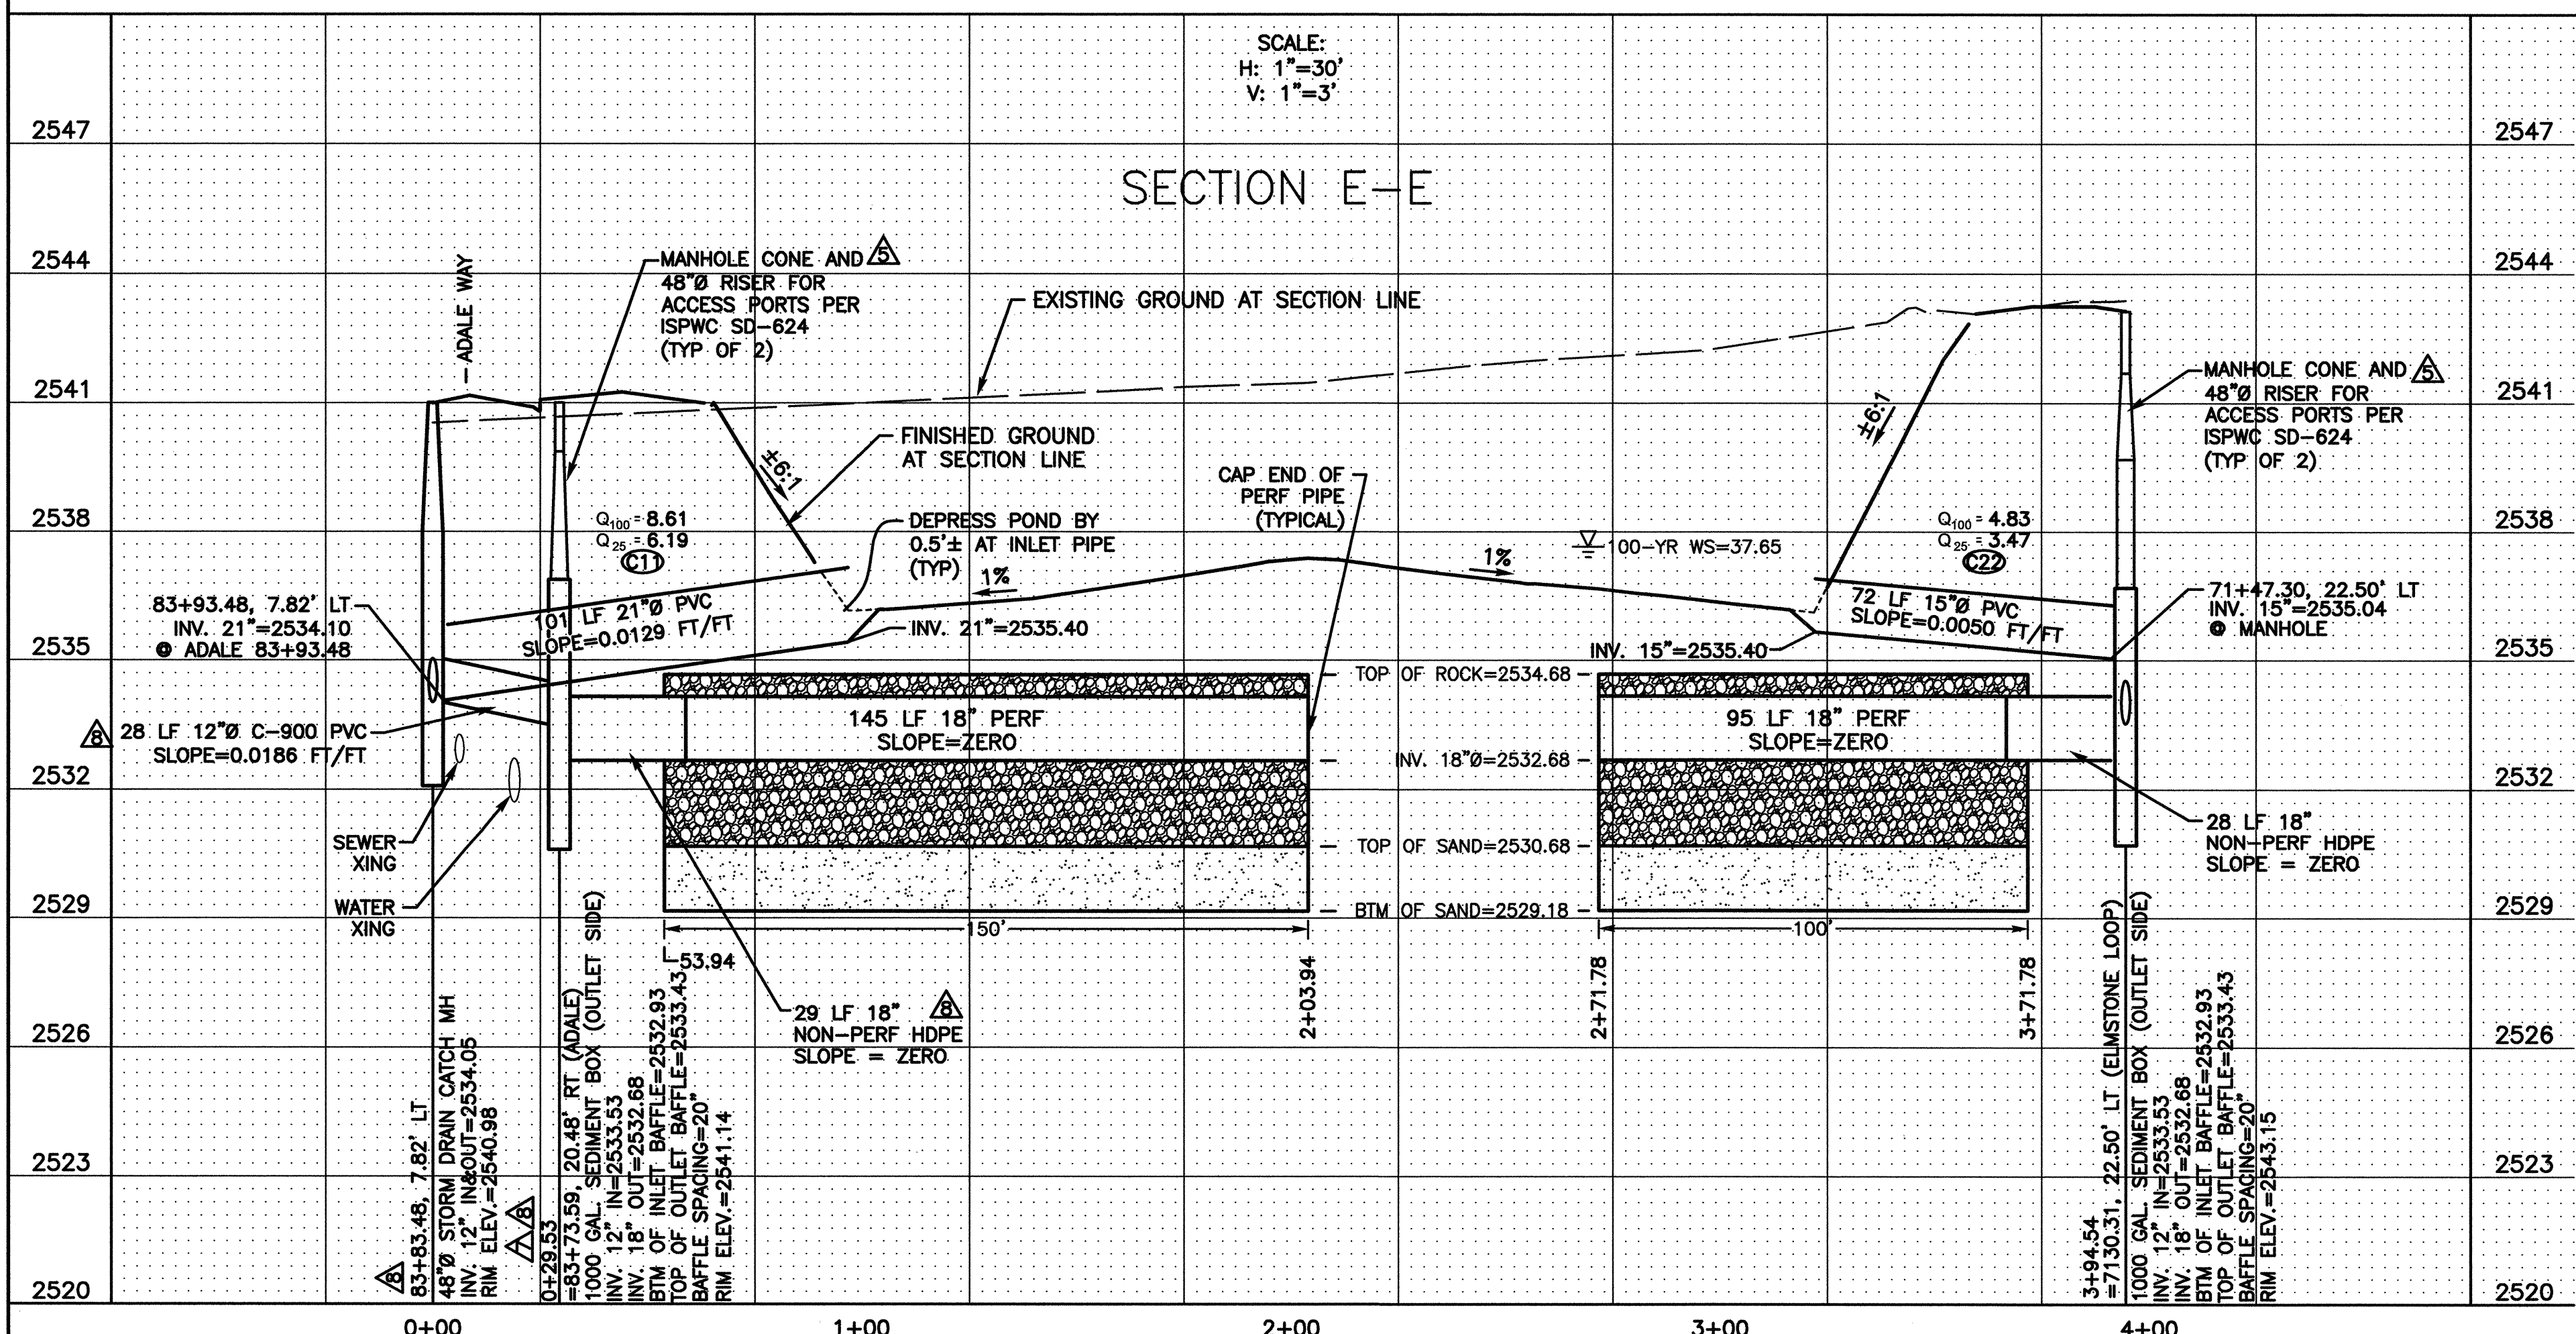 SCALE:
H: 1"=30'
V: 1"=3'
SECTION E-E
2547
2547
2544
2544
2541
2541
2538
2538
2535
2535
2532
2532
2529
2529
2526
2526
2523
2523
2520
2520
ADALE WAY
MANHOLE CONE AND 5
48"Ø RISER FOR
ACCESS PORTS PER
ISPWC SD-624
(TYP OF 2)
EXISTING GROUND AT SECTION LINE
MANHOLE CONE AND 5
48"Ø RISER FOR
ACCESS PORTS PER
ISPWC SD-624
(TYP OF 2)
±6:1
FINISHED GROUND
AT SECTION LINE
CAP END OF
PERF PIPE
(TYPICAL)
±6:1
Q100 = 8.61
Q25 = 6.19
C11
DEPRESS POND BY
0.5'± AT INLET PIPE
(TYP)
1%
1%
100-YR WS=37.65
Q100 = 4.83
Q25 = 3.47
C22
83+93.48, 7.82' LT
INV. 21"=2534.10
@ ADALE 83+93.48
101 LF 21"Ø PVC
SLOPE=0.0129 FT/FT
INV. 21"=2535.40
72 LF 15"Ø PVC
SLOPE=0.0050 FT/FT
INV. 15"=2535.40
71+47.30, 22.50' LT
INV. 15"=2535.04
@ MANHOLE
TOP OF ROCK=2534.68
8 28 LF 12"Ø C-900 PVC
SLOPE=0.0186 FT/FT
145 LF 18" PERF
SLOPE=ZERO
95 LF 18" PERF
SLOPE=ZERO
INV. 18"Ø=2532.68
SEWER
XING
WATER
XING
TOP OF SAND=2530.68
BTM OF SAND=2529.18
28 LF 18"
NON-PERF HDPE
SLOPE = ZERO
150'
100'
53.94
2+03.94
2+71.78
3+71.78
29 LF 18" 8
NON-PERF HDPE
SLOPE = ZERO
8
83+83.48, 7.82' LT
48"Ø STORM DRAIN CATCH MH
INV. 12" IN&OUT=2534.05
RIM ELEV.=2540.98
7 8
0+29.53
=83+73.59, 20.48' RT (ADALE)
1000 GAL. SEDIMENT BOX (OUTLET SIDE)
INV. 12" IN=2533.53
INV. 18" OUT=2532.68
BTM OF INLET BAFFLE=2532.93
TOP OF OUTLET BAFFLE=2533.43
BAFFLE SPACING=20"
RIM ELEV.=2541.14
3+94.54
=7130.31, 22.50' LT (ELMSTONE LOOP)
1000 GAL. SEDIMENT BOX (OUTLET SIDE)
INV. 12" IN=2533.53
INV. 18" OUT=2532.68
BTM OF INLET BAFFLE=2532.93
TOP OF OUTLET BAFFLE=2533.43
BAFFLE SPACING=20"
RIM ELEV.=2543.15
0+00
1+00
2+00
3+00
4+00